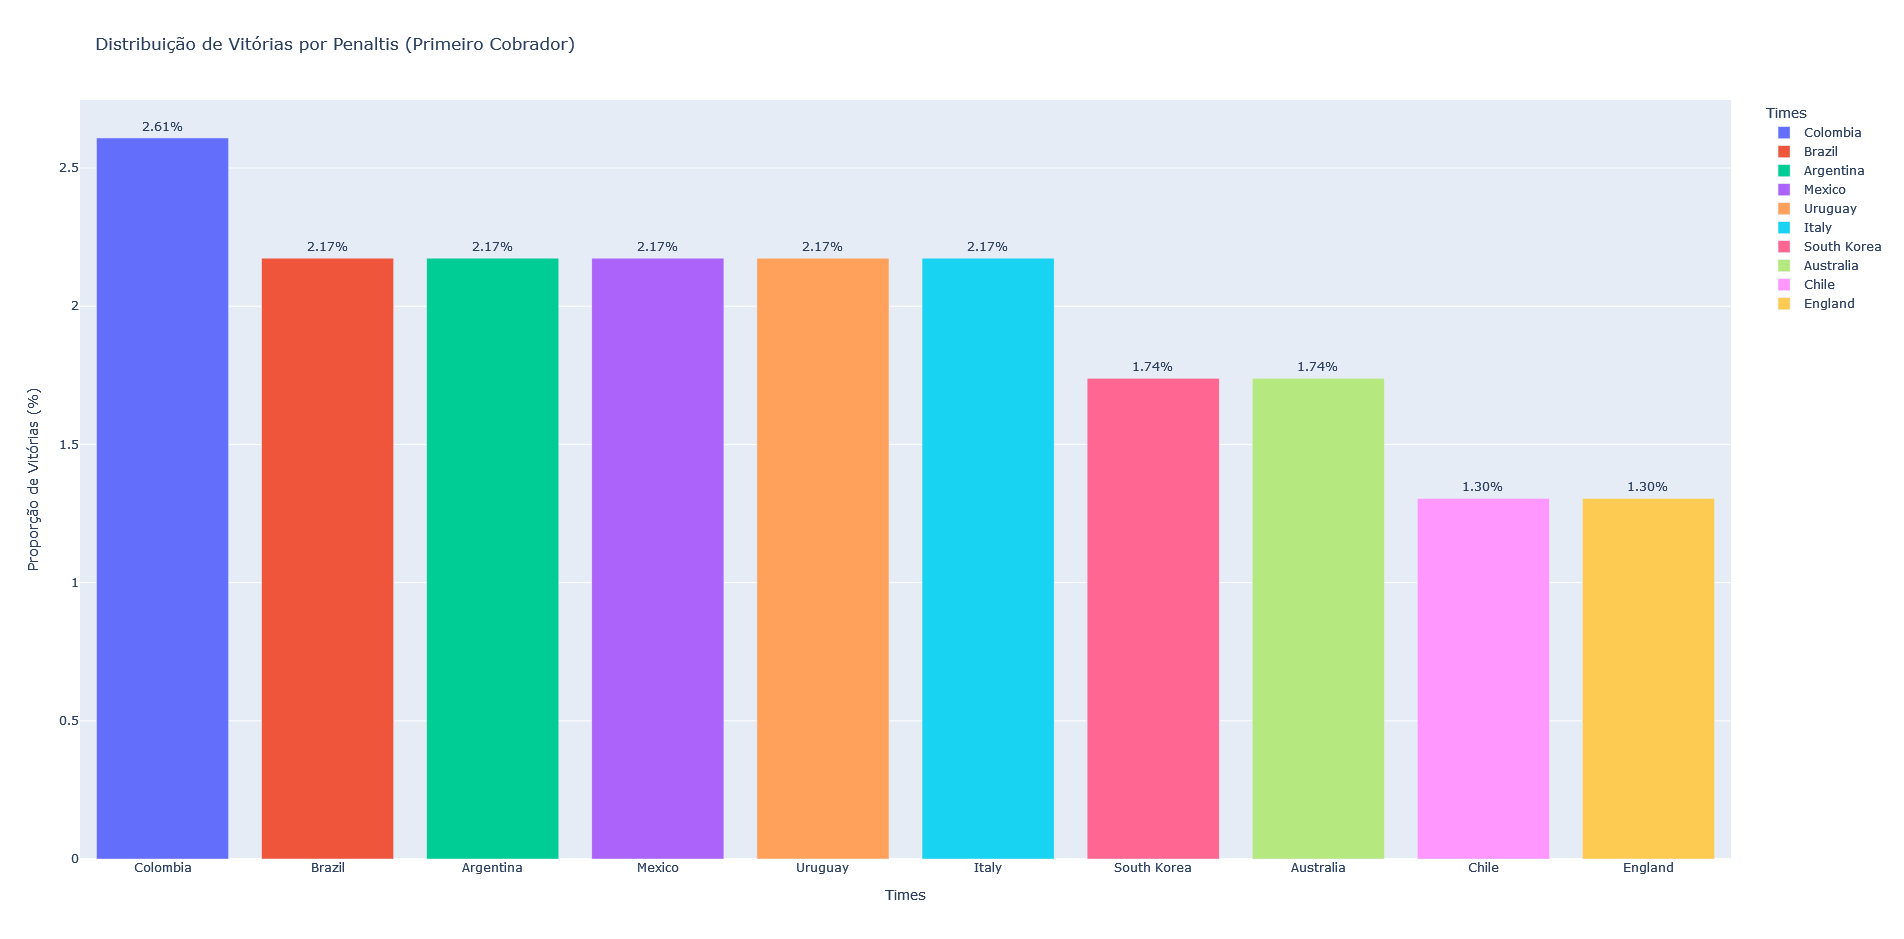 Distribuição de Vitórias por Penaltis (Primeiro Cobrador)
Proporção de Vitórias (%)
2.5
2
1.5
1
0.5
0
2.61%
2.17%
2.17%
2.17%
2.17%
2.17%
1.74%
1.74%
1.30%
1.30%
Colombia
Brazil
Argentina
Mexico
Uruguay
Italy
South Korea
Australia
Chile
England
Times
Times
Colombia
Brazil
Argentina
Mexico
Uruguay
Italy
South Korea
Australia
Chile
England